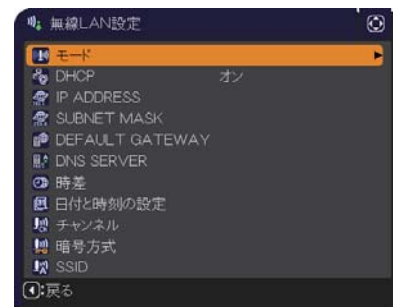 無線LAN設定
モード
DHCP オン
IP ADDRESS
SUBNET MASK
DEFAULT GATEWAY
DNS SERVER
時差
日付と時刻の設定
チャンネル
暗号方式
SSID
:戻る